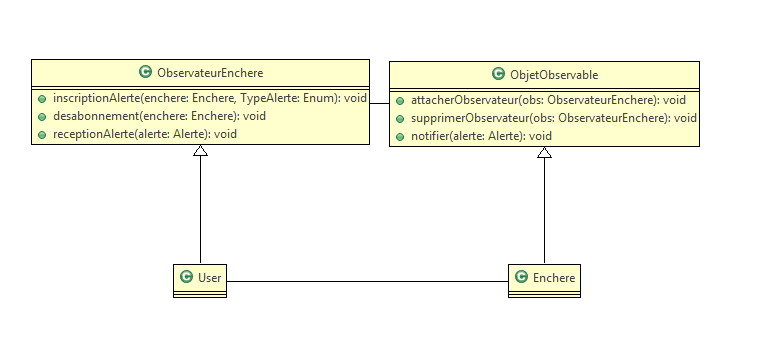 C ObservateurEnchere
inscriptionAlerte(enchere: Enchere, TypeAlerte: Enum): void
desabonnement(enchere: Enchere): void
receptionAlerte(alerte: Alerte): void
C ObjetObservable
attacherObservateur(obs: ObservateurEnchere): void
supprimerObservateur(obs: ObservateurEnchere): void
notifier(alerte: Alerte): void
C User
C Enchere